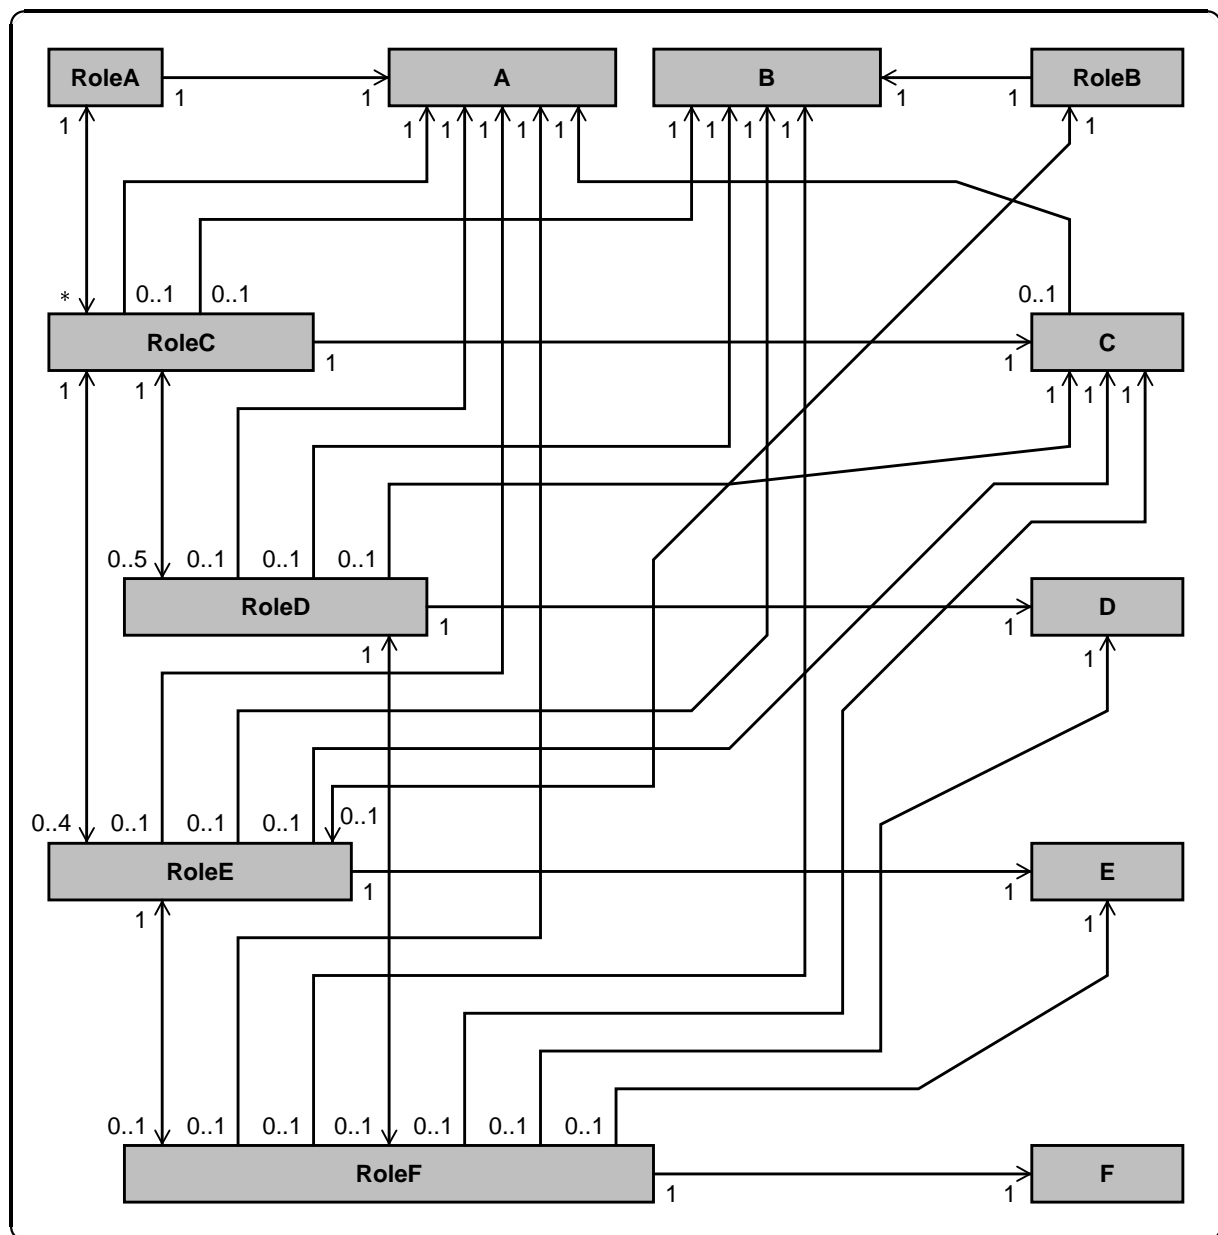 RoleA A B RoleB
1 1 1 1
1 1 1 1 1 1 1 1 1 1 1
* 0..1 0..1 0..1
RoleC C
1 1
1 1 1 1 1
0..5 0..1 0..1 0..1
RoleD D
1 1
1 1
0..4 0..1 0..1 0..1 0..1
RoleE E
1 1
1 1
0..1 0..1 0..1 0..1 0..1 0..1 0..1
RoleF F
1 1